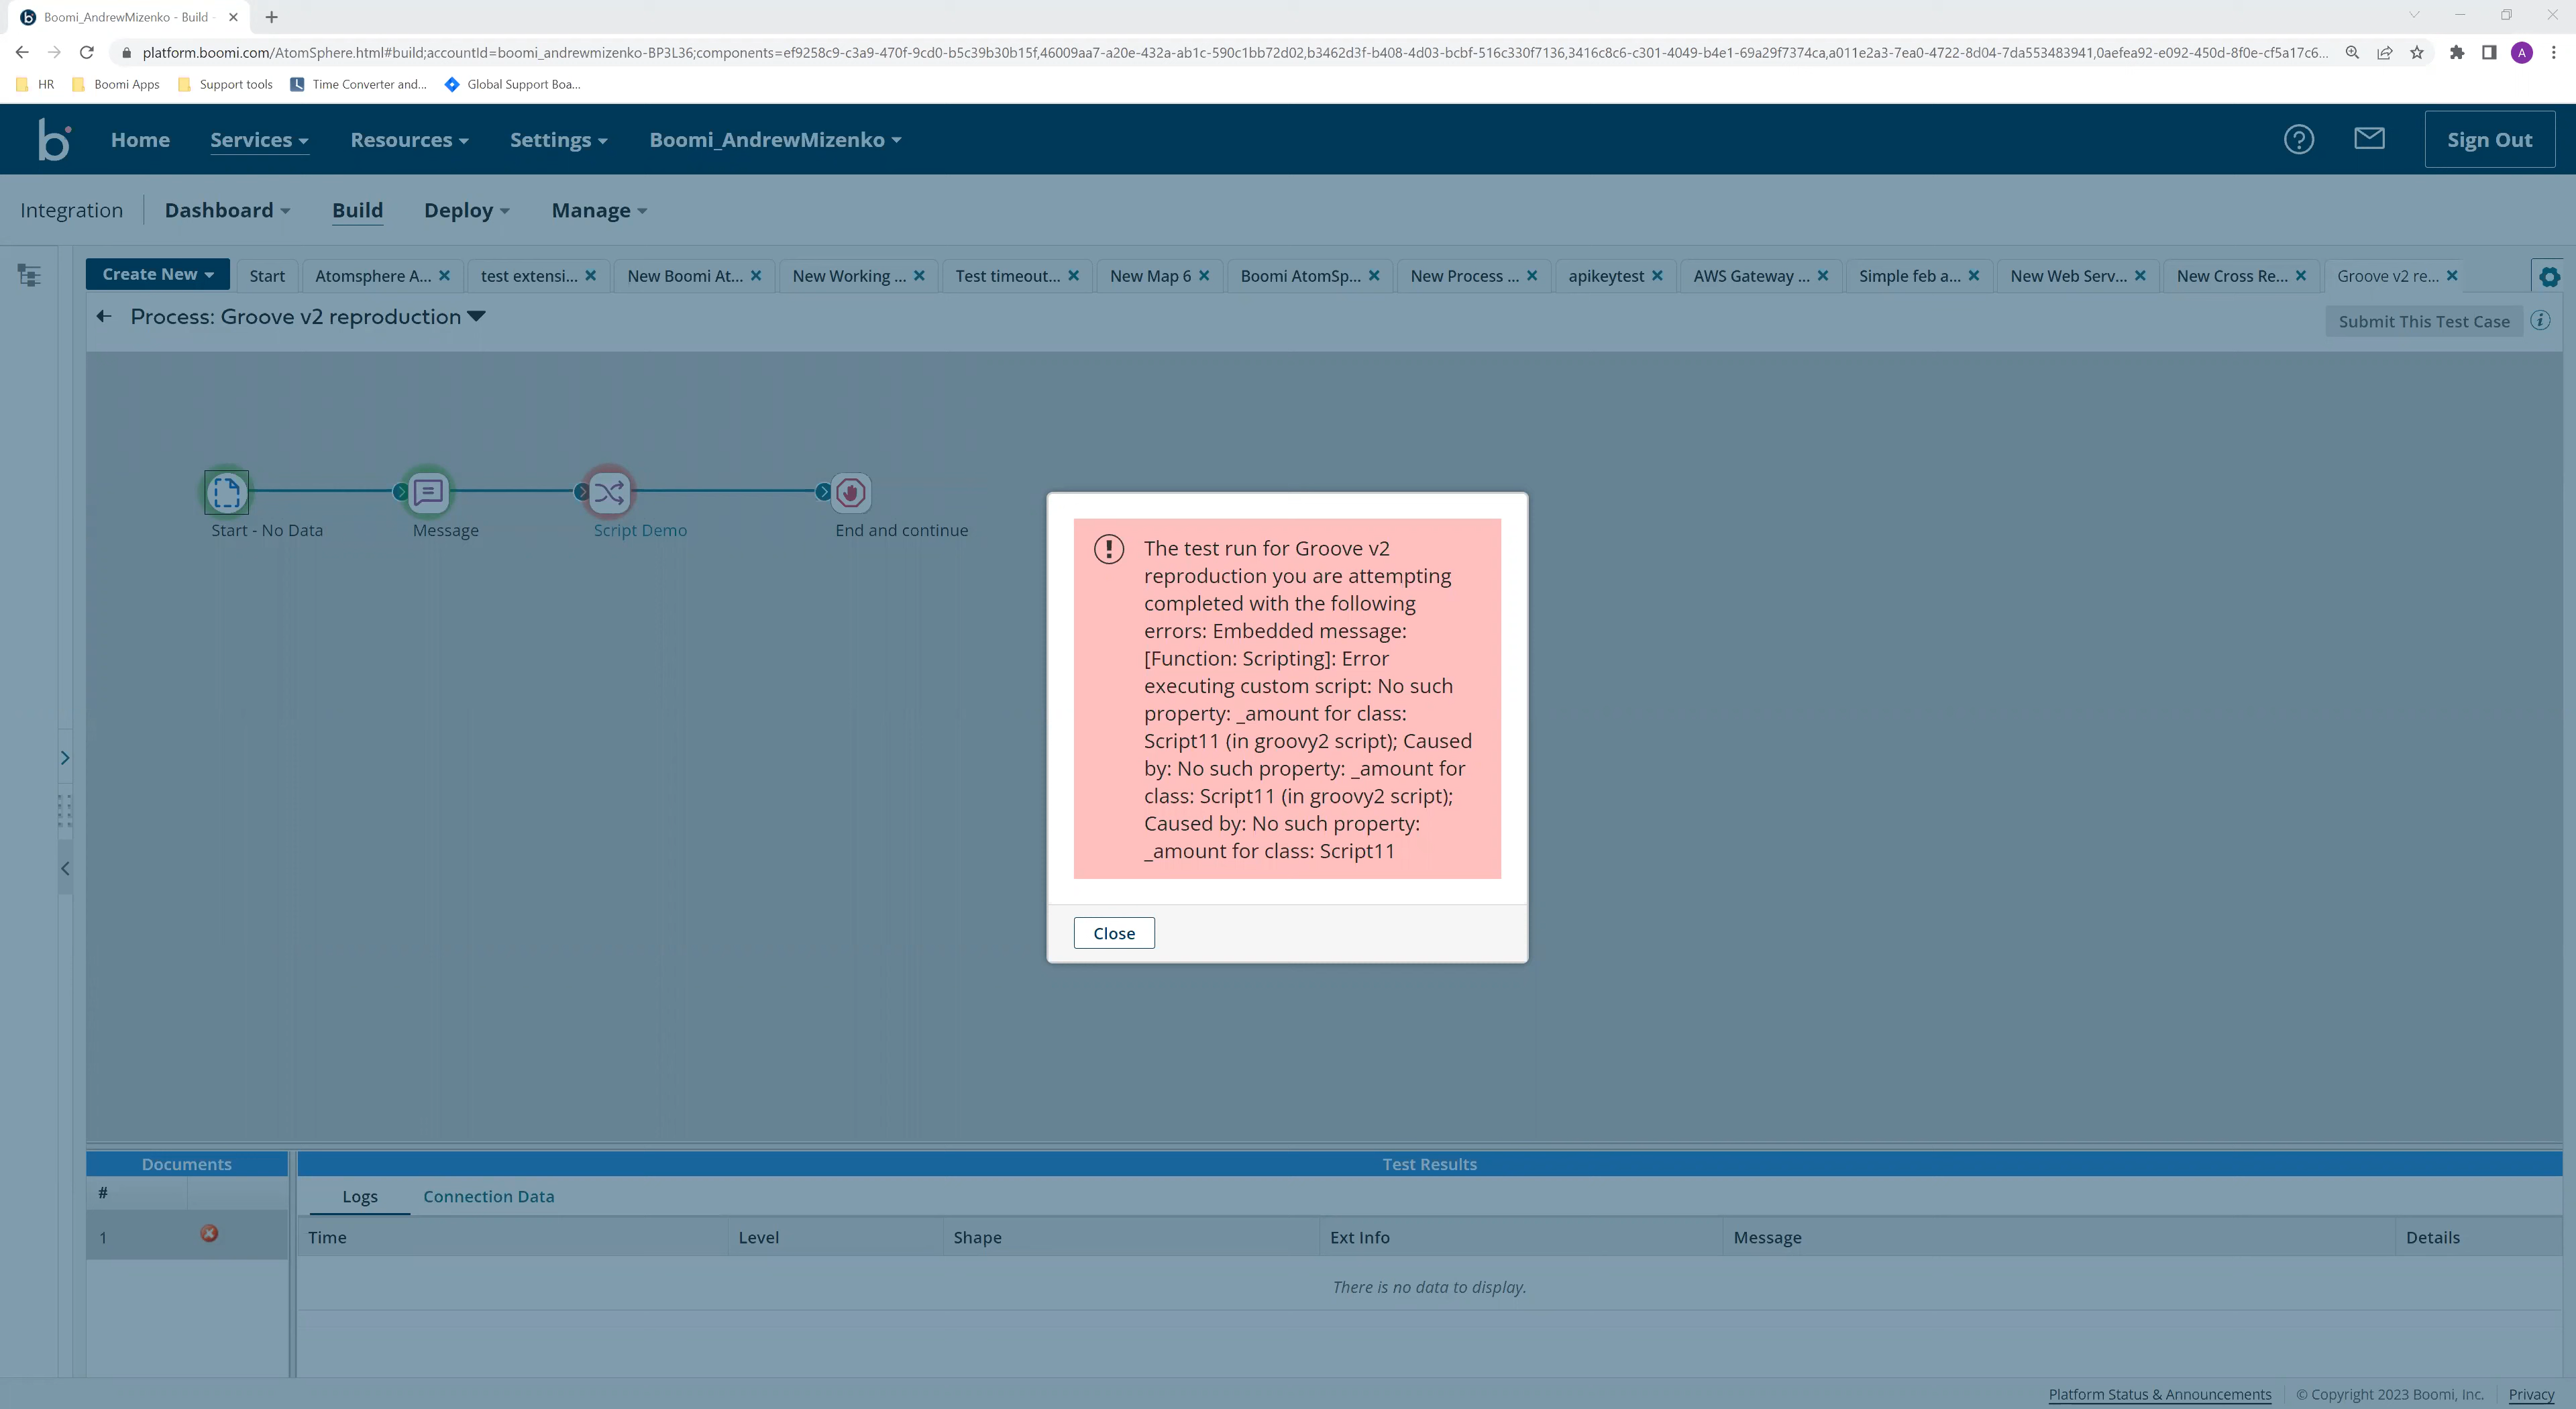 Boomi_AndrewMizenko - Build -
platform.boomi.com/AtomSphere.html#build;accountId=boomi_andrewmizenko-BP3L36;components=ef9258c9-c3a9-470f-9cd0-b5c39b30b15f,46009aa7-a20e-432a-ab1c-590c1bb72d02,b3462d3f-b408-4d03-bcbf-516c330f7136,3416c8c6-c301-4049-b4e1-69a29f7374ca,a011e2a3-7ea0-4722-8d04-7da553483941,0aefea92-e092-450d-8f0e-cf5a17c6...
A
HR Boomi Apps Support tools Time Converter and... Global Support Boa...
b Home Services Resources Settings Boomi_AndrewMizenko Sign Out
Integration Dashboard Build Deploy Manage
Create New Start Atomsphere A... test extensi... New Boomi At... New Working ... Test timeout... New Map 6 Boomi AtomSp... New Process ... apikeytest AWS Gateway ... Simple feb a... New Web Serv... New Cross Re... Groove v2 re...
Process: Groove v2 reproduction
Submit This Test Case
Start - No Data Message Script Demo End and continue
The test run for Groove v2
reproduction you are attempting
completed with the following
errors: Embedded message:
[Function: Scripting]: Error
executing custom script: No such
property: _amount for class:
Script11 (in groovy2 script); Caused
by: No such property: _amount for
class: Script11 (in groovy2 script);
Caused by: No such property:
_amount for class: Script11
Close
Documents Test Results
#
Logs Connection Data
1
Time Level Shape Ext Info Message Details
There is no data to display.
Platform Status & Announcements © Copyright 2023 Boomi, Inc. Privacy